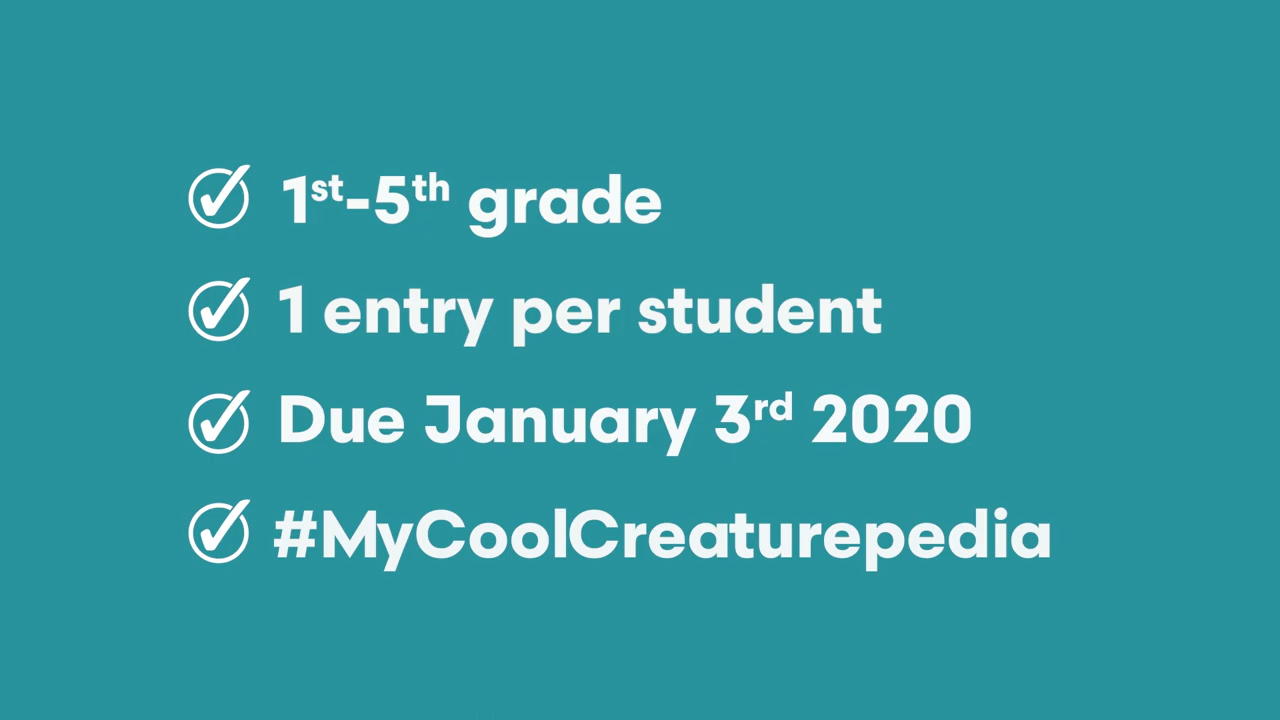 1st-5th grade
1 entry per student
Due January 3rd 2020
#MyCoolCreaturepedia